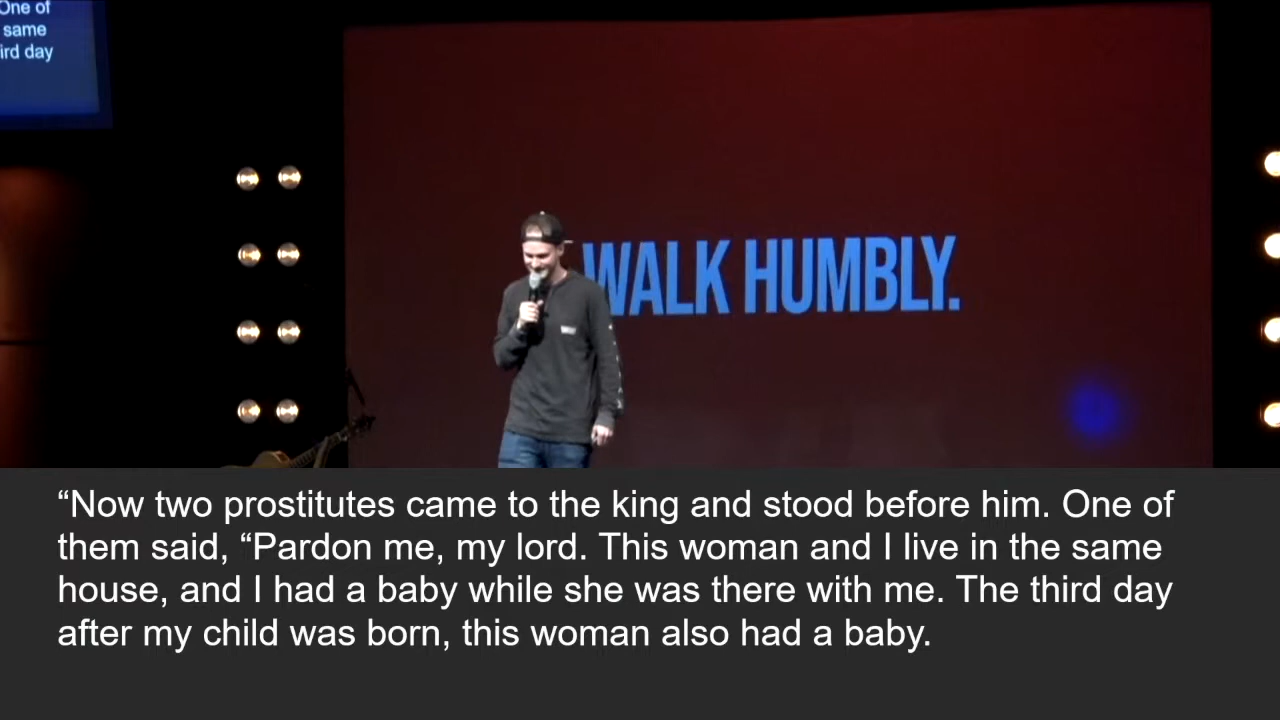 One of
same
ird day
WALK HUMBLY.
“Now two prostitutes came to the king and stood before him. One of
them said, “Pardon me, my lord. This woman and I live in the same
house, and I had a baby while she was there with me. The third day
after my child was born, this woman also had a baby.